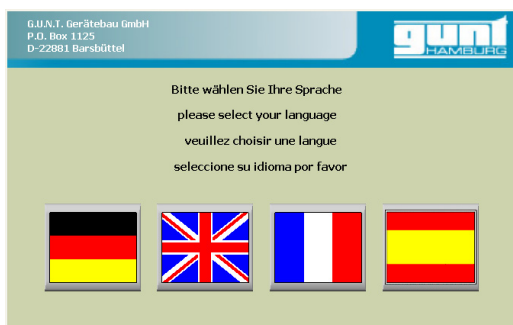 G.U.N.T. Gerätebau GmbH
P.O. Box 1125
D-22881 Barsbüttel
gunt
HAMBURG
Bitte wählen Sie Ihre Sprache
please select your language
veuillez choisir une langue
seleccione su idioma por favor